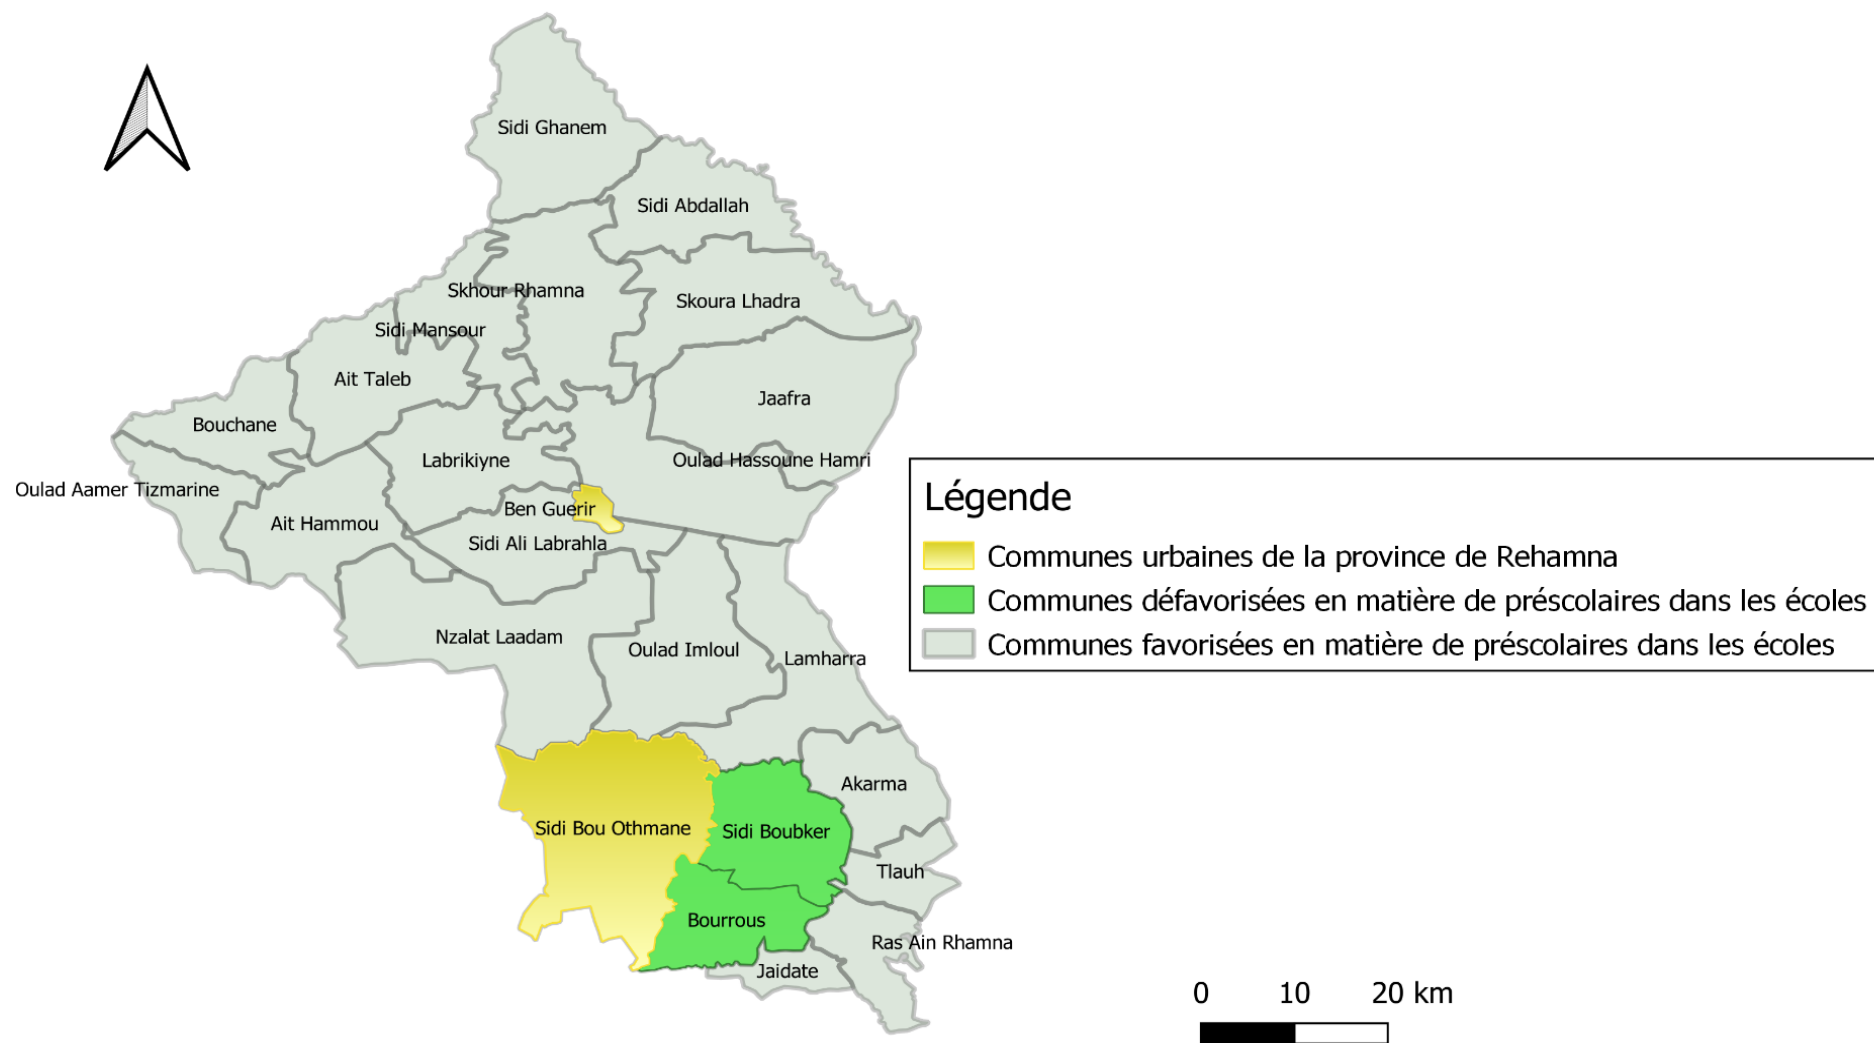 Sidi Ghanem
Sidi Abdallah
Skhour Rhamna
Skoura Lhadra
Sidi Mansour
Ait Taleb
Jaafra
Bouchane
Labrikiyne
Oulad Hassoune Hamri
Oulad Aamer Tizmarine
Ben Guerir
Ait Hammou
Sidi Ali Labrahla
Nzalat Laadam
Oulad Imloul
Lamharra
Akarma
Sidi Bou Othmane
Sidi Boubker
Tlauh
Bourrous
Ras Ain Rhamna
Jaidate
Légende
Communes urbaines de la province de Rehamna
Communes défavorisées en matière de préscolaires dans les écoles
Communes favorisées en matière de préscolaires dans les écoles
0 10 20 km